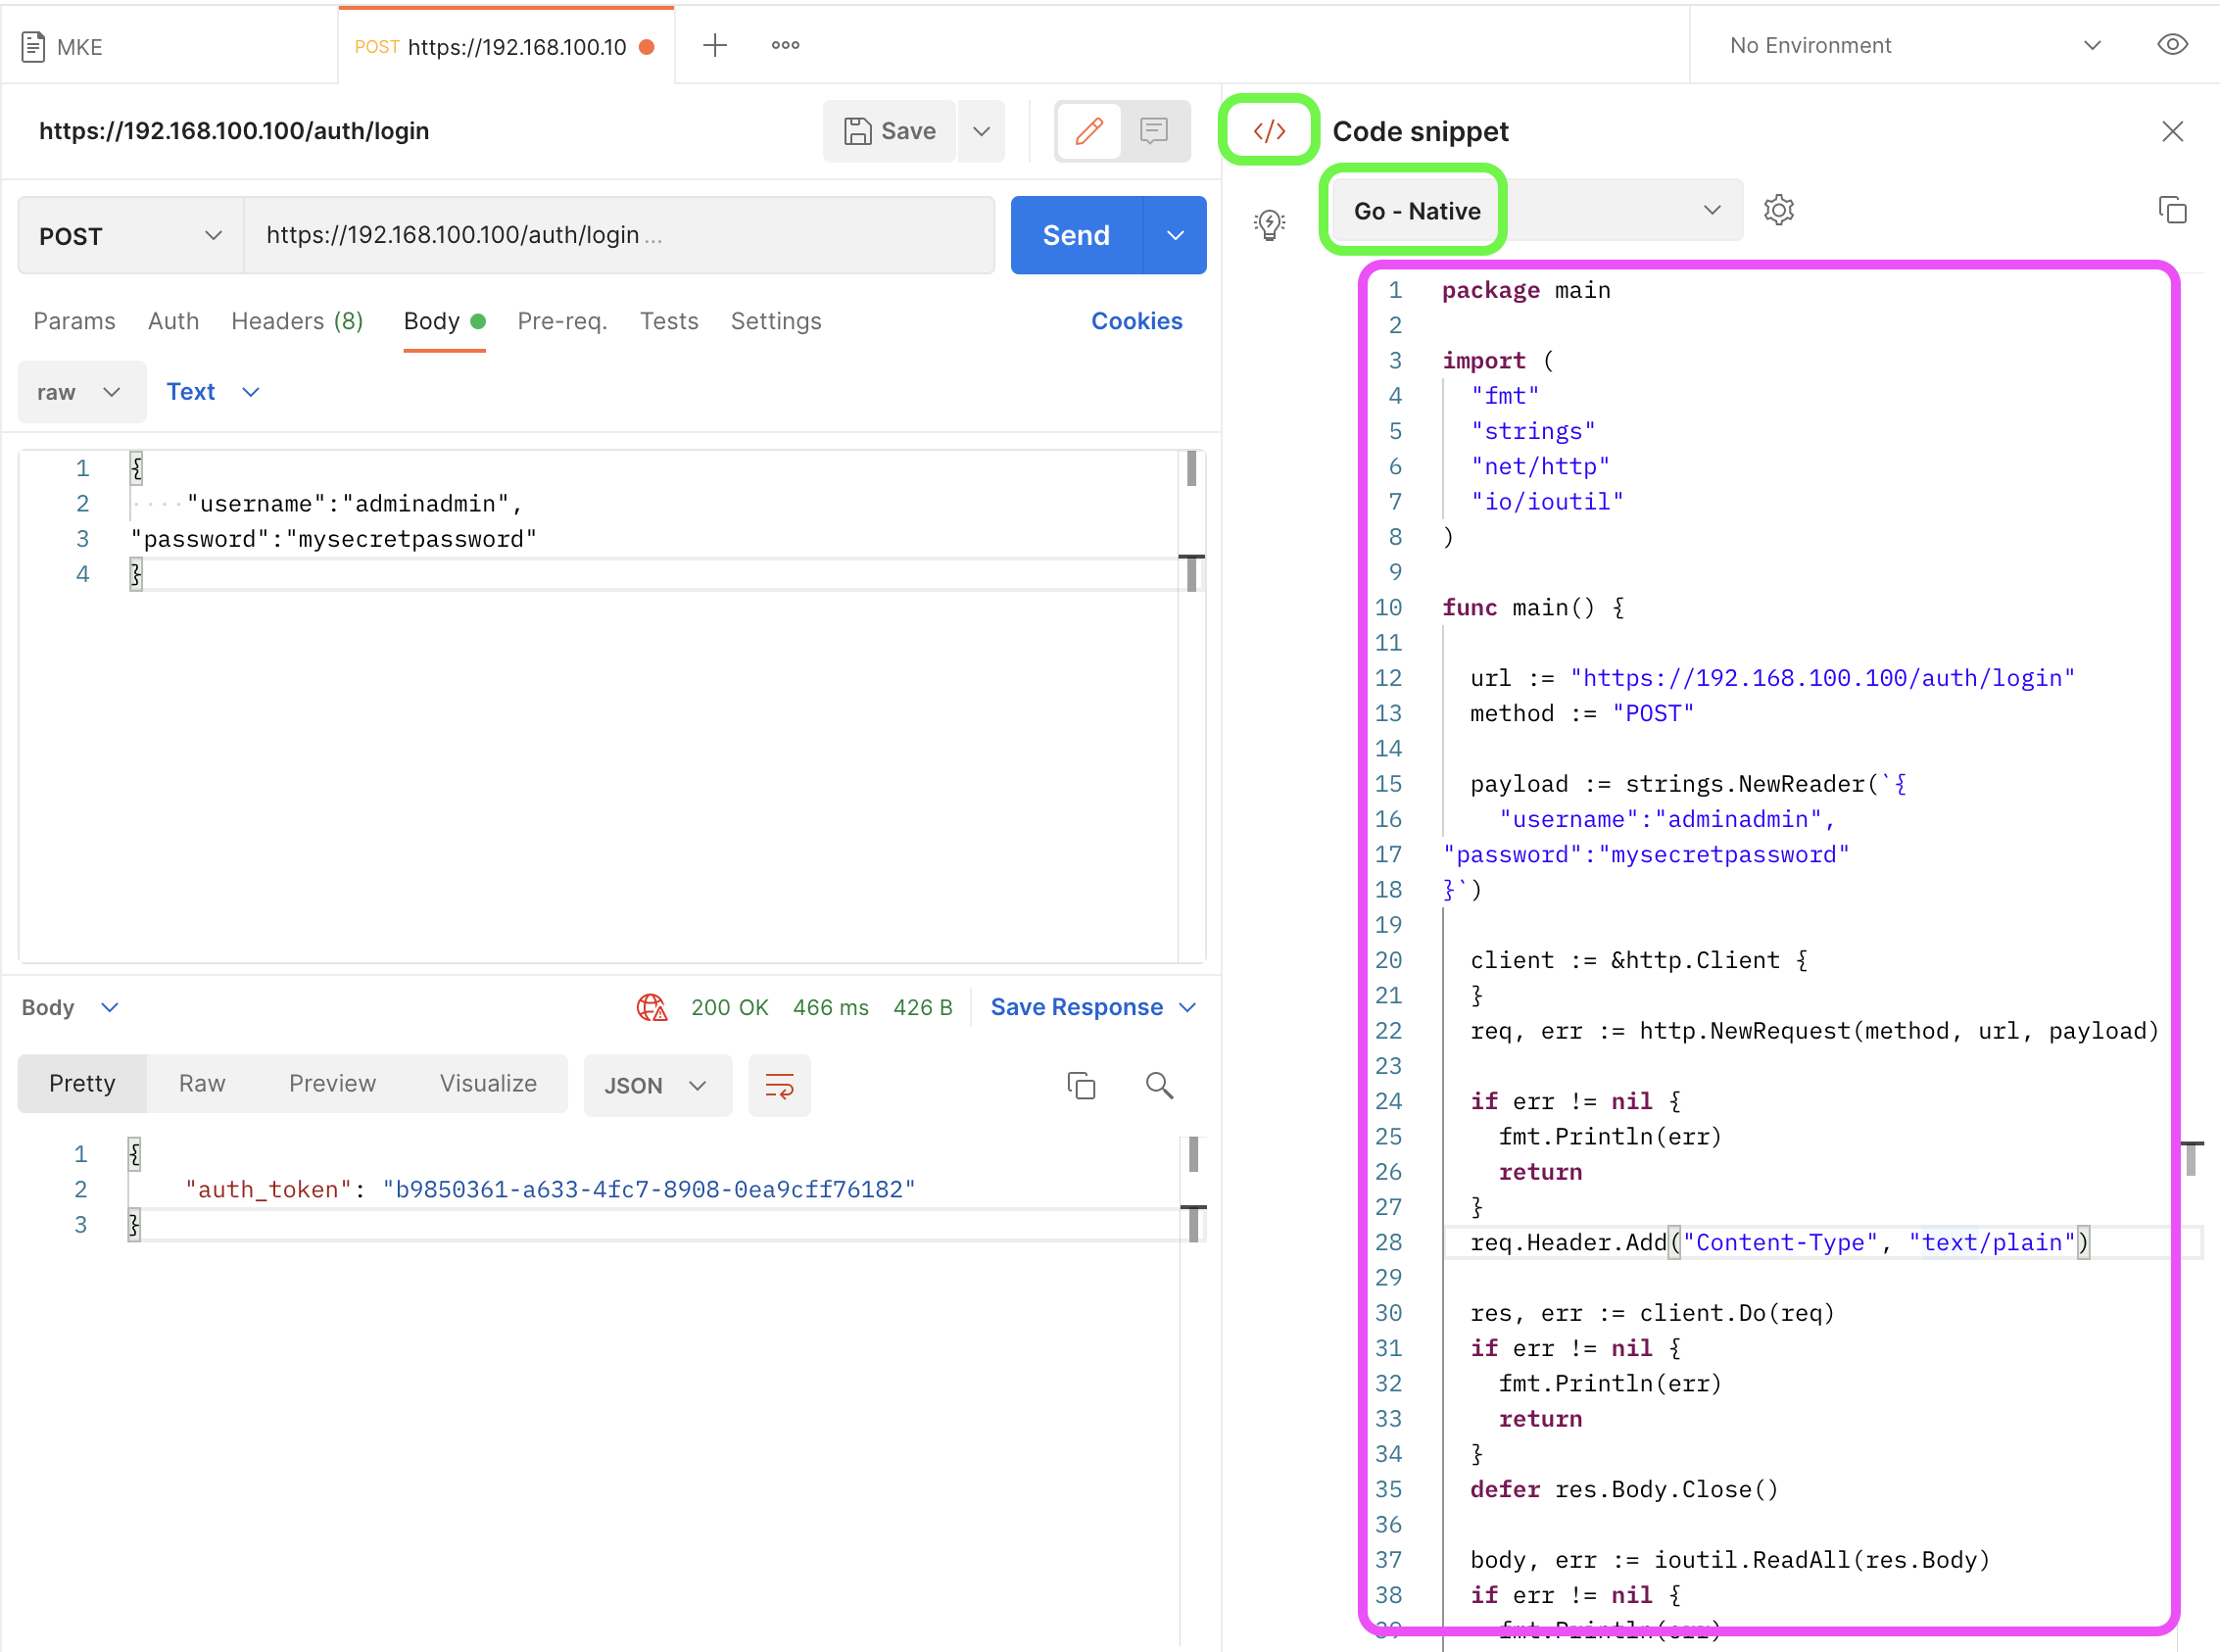 MKE
POST https://192.168.100.10
No Environment
https://192.168.100.100/auth/login
Save
</> Code snippet
POST
https://192.168.100.100/auth/login ...
Send
Go - Native
Params Auth Headers (8) Body Pre-req. Tests Settings Cookies
raw Text
1 {
2 ····"username":"adminadmin",
3 "password":"mysecretpassword"
4 }
Body 200 OK 466 ms 426 B Save Response
Pretty Raw Preview Visualize JSON
1 {
2 "auth_token": "b9850361-a633-4fc7-8908-0ea9cff76182"
3 }
1 package main
2
3 import (
4 "fmt"
5 "strings"
6 "net/http"
7 "io/ioutil"
8 )
9
10 func main() {
11
12 url := "https://192.168.100.100/auth/login"
13 method := "POST"
14
15 payload := strings.NewReader(`{
16 "username":"adminadmin",
17 "password":"mysecretpassword"
18 }`)
19
20 client := &http.Client {
21 }
22 req, err := http.NewRequest(method, url, payload)
23
24 if err != nil {
25 fmt.Println(err)
26 return
27 }
28 req.Header.Add("Content-Type", "text/plain")
29
30 res, err := client.Do(req)
31 if err != nil {
32 fmt.Println(err)
33 return
34 }
35 defer res.Body.Close()
36
37 body, err := ioutil.ReadAll(res.Body)
38 if err != nil {
39 fmt.Println(err)